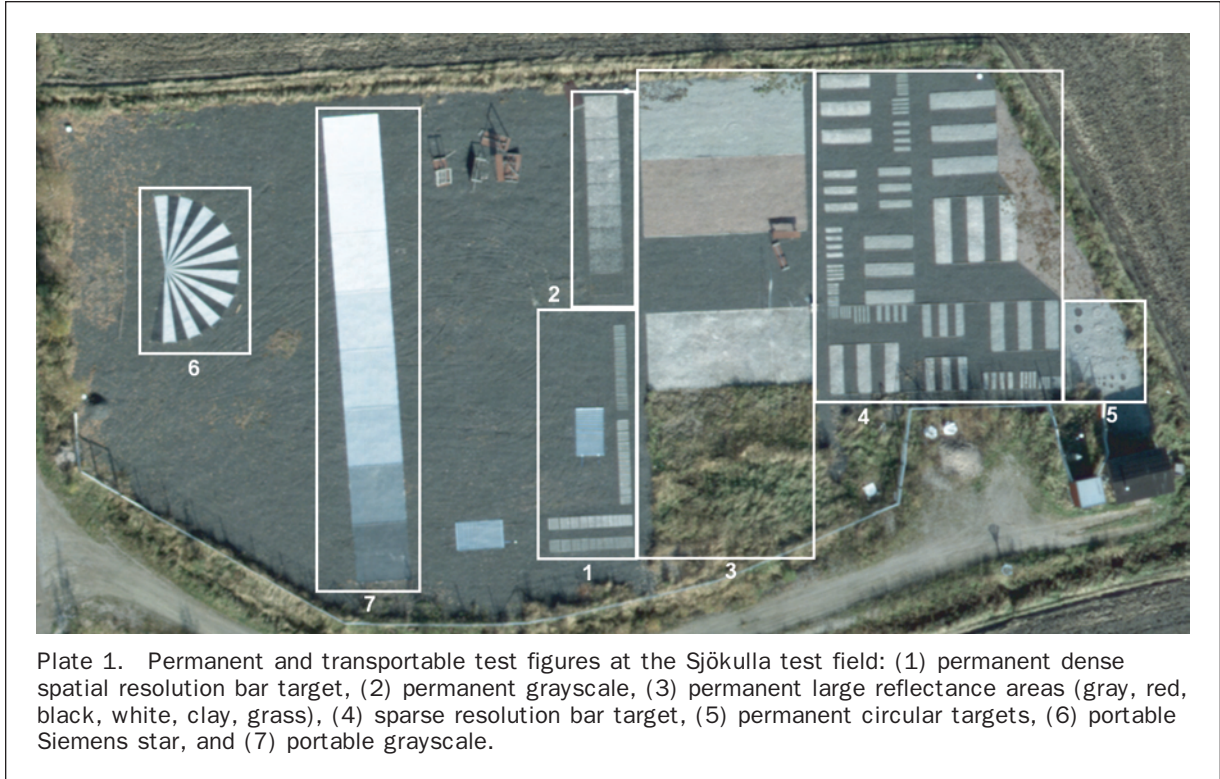 2
6
4
5
1
3
7
Plate 1. Permanent and transportable test figures at the Sjökulla test field: (1) permanent dense
spatial resolution bar target, (2) permanent grayscale, (3) permanent large reflectance areas (gray, red,
black, white, clay, grass), (4) sparse resolution bar target, (5) permanent circular targets, (6) portable
Siemens star, and (7) portable grayscale.